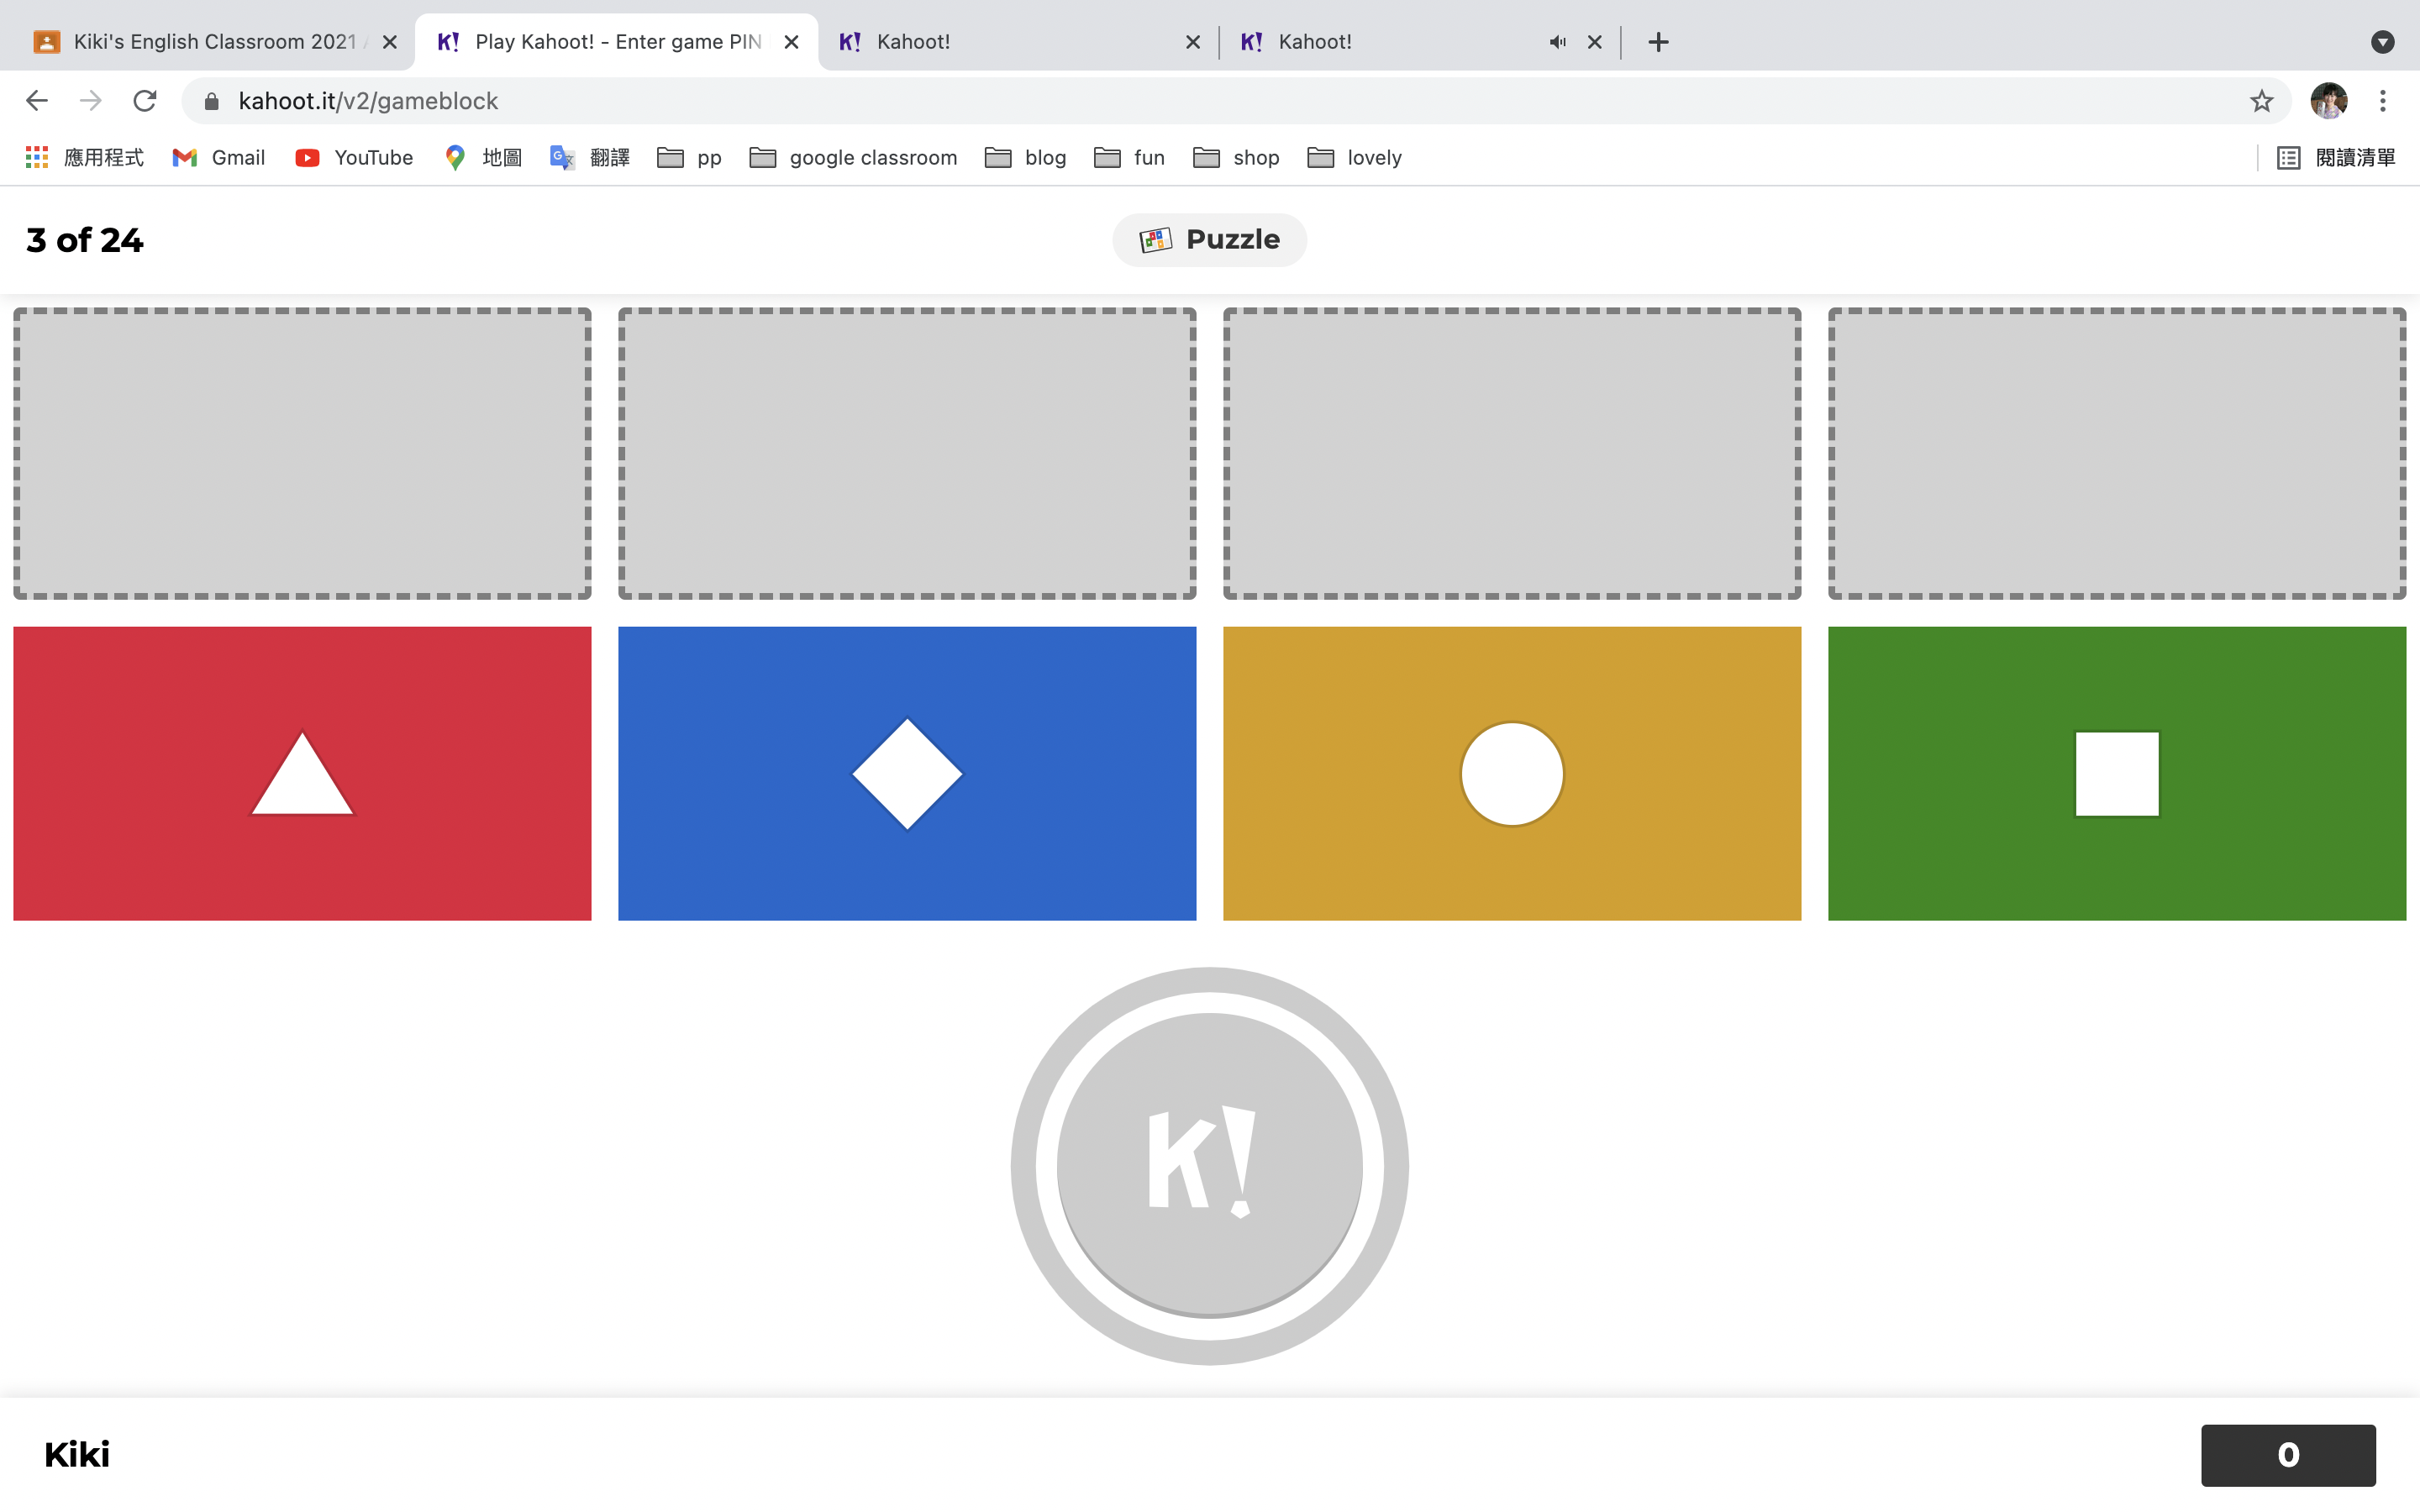 Kiki's English Classroom 2021
K! Play Kahoot! - Enter game PIN
K! Kahoot!
K! Kahoot!
kahoot.it/v2/gameblock
應用程式 Gmail YouTube 地圖 翻譯 pp google classroom blog fun shop lovely 閱讀清單
3 of 24
Puzzle
K!
Kiki
0